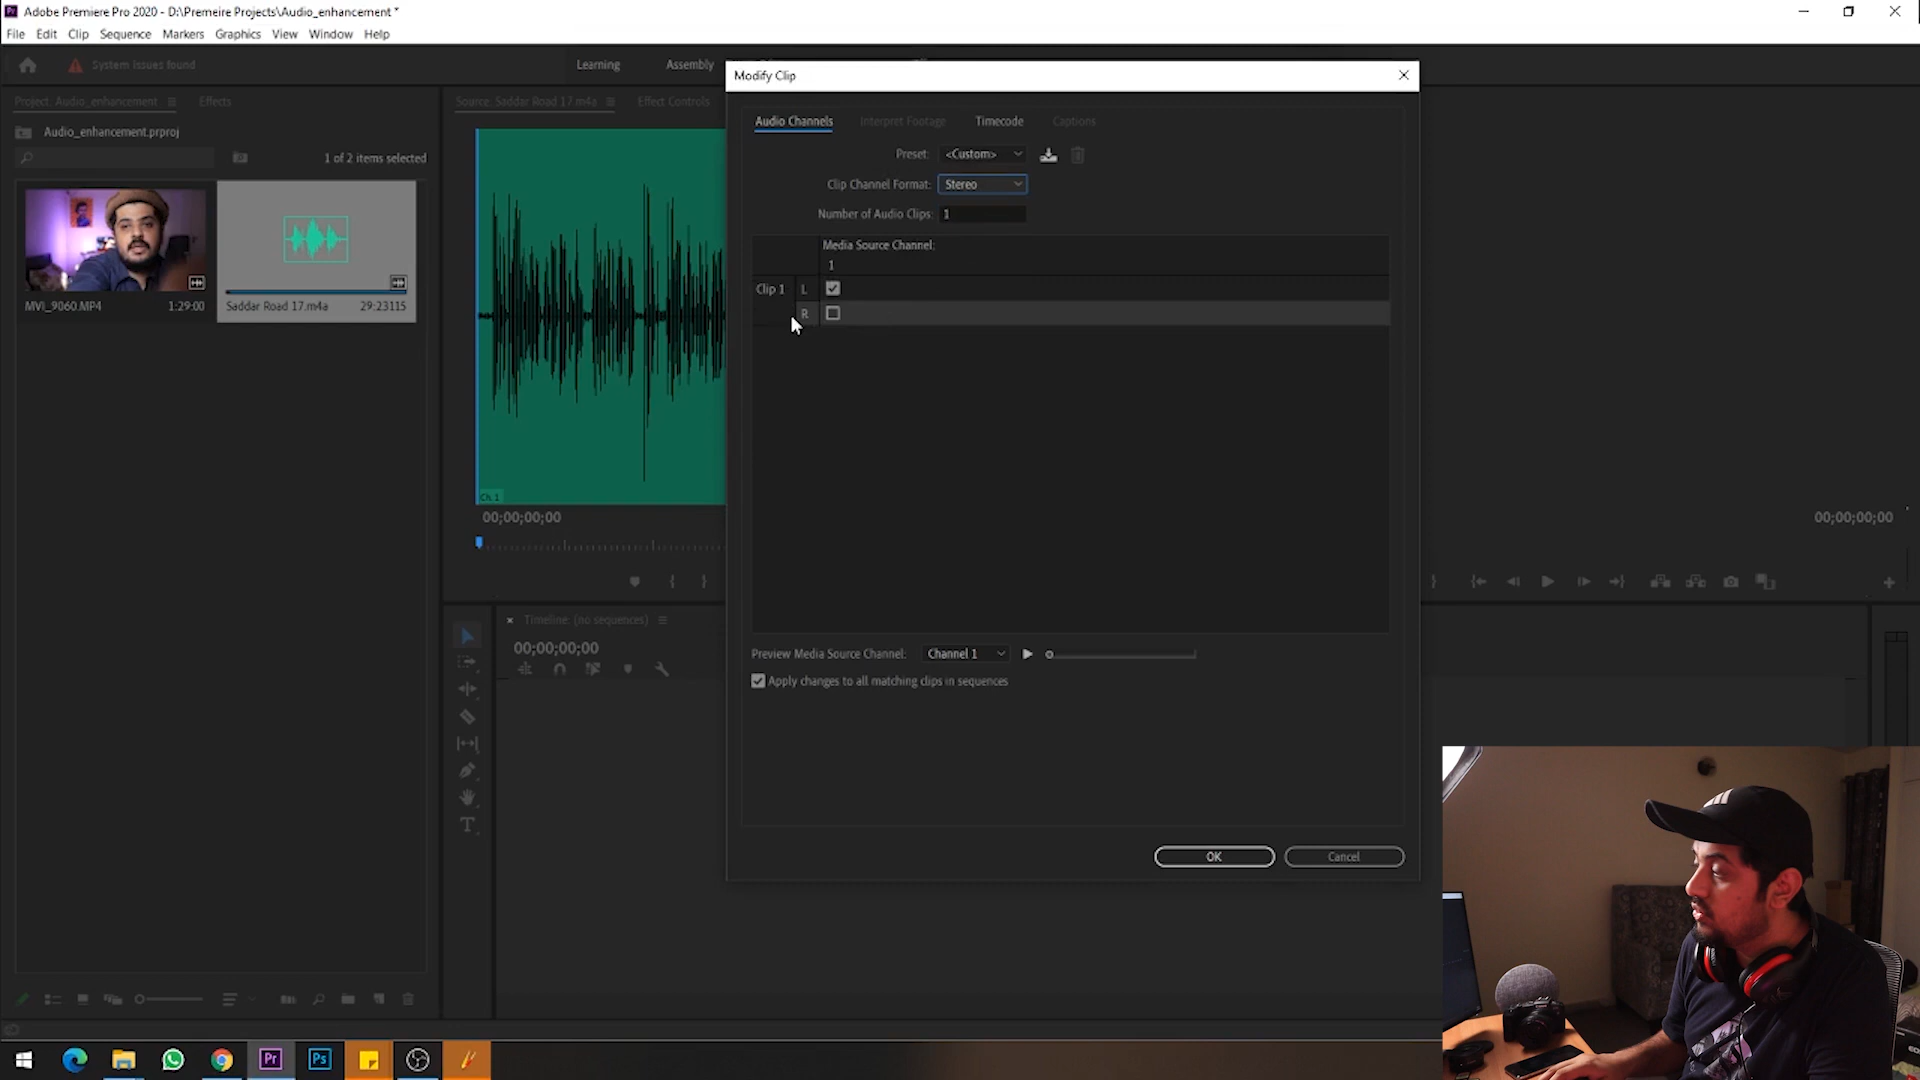 Adobe Premiere Pro 2020 - D:\Premeire Projects\Audio_enhancement *
File Edit Clip Sequence Markers Graphics View Window Help
System Issues found
Learning
Assembly
Project: Audio_enhancement
Effects
Source: Saddar Road 17.m4a
Effect Controls
Audio_enhancement.prproj
1 of 2 items selected
MVI_9060.MP4 1:29:00
Saddar Road 17.m4a 29:23115
Ch. 1
00;00;00;00
Modify Clip
Audio Channels Interpret Footage Timecode Captions
Preset: <Custom>
Clip Channel Format: Stereo
Number of Audio Clips: 1
Media Source Channel:
1
Clip 1 L
R
Preview Media Source Channel: Channel 1
Apply changes to all matching clips in sequences
OK Cancel
00;00;00;00
Timeline: (no sequences)
00;00;00;00
T
Pr
Ps